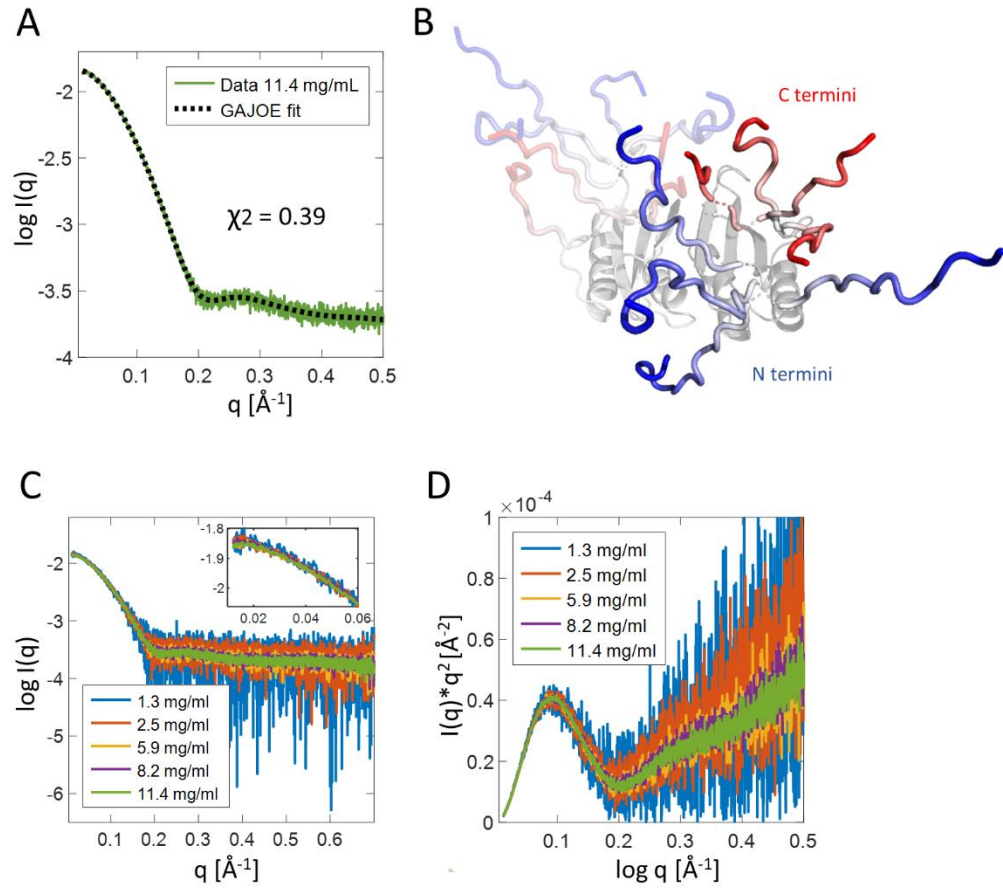 A
Data 11.4 mg/mL
GAJOE fit
χ2 = 0.39
log I(q)
-2
-2.5
-3
-3.5
-4
0.1 0.2 0.3 0.4 0.5
q [Å⁻¹]
B
C termini
N termini
C
log I(q)
-2
-3
-4
-5
-6
-1.8
-1.9
-2
0.02 0.04 0.06
1.3 mg/ml
2.5 mg/ml
5.9 mg/ml
8.2 mg/ml
11.4 mg/ml
0.1 0.2 0.3 0.4 0.5 0.6
q [Å⁻¹]
D
×10⁻⁴
I(q)*q² [Å⁻²]
1
0.8
0.6
0.4
0.2
0
1.3 mg/ml
2.5 mg/ml
5.9 mg/ml
8.2 mg/ml
11.4 mg/ml
0.1 0.2 0.3 0.4 0.5
log q [Å⁻¹]